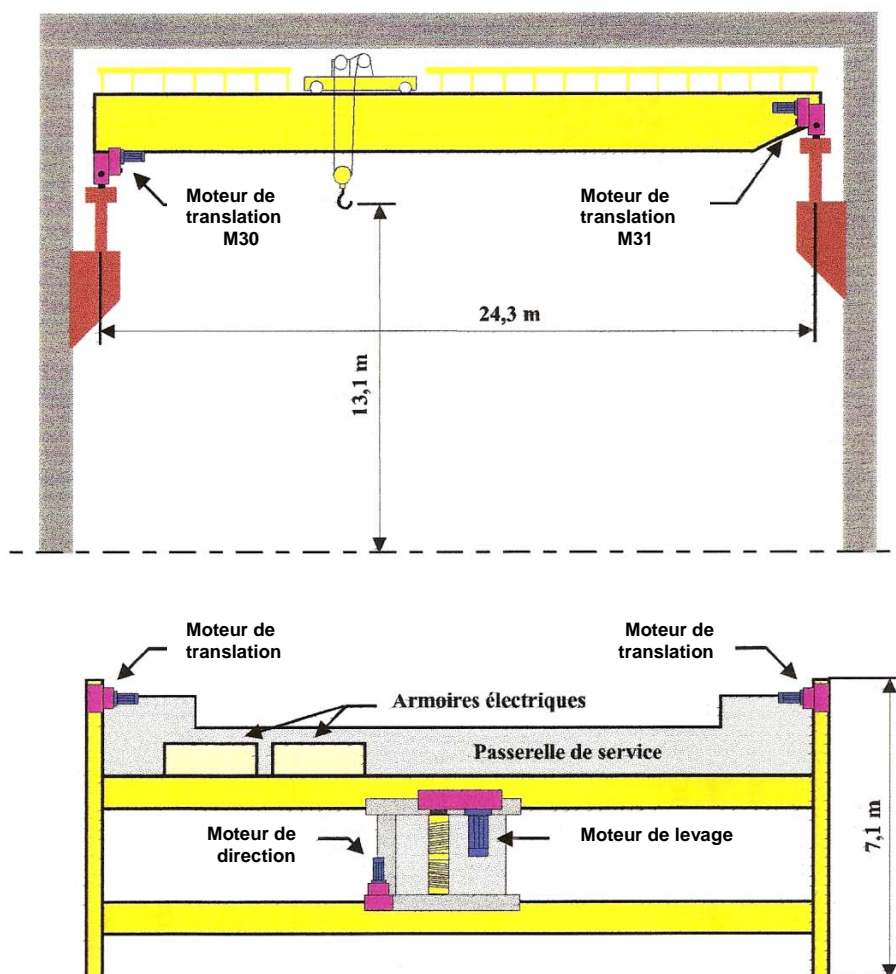 Moteur de
translation
M30
Moteur de
translation
M31
24,3 m
13,1 m
Moteur de
translation
Moteur de
translation
Armoires électriques
Passerelle de service
Moteur de
direction
Moteur de levage
7,1 m